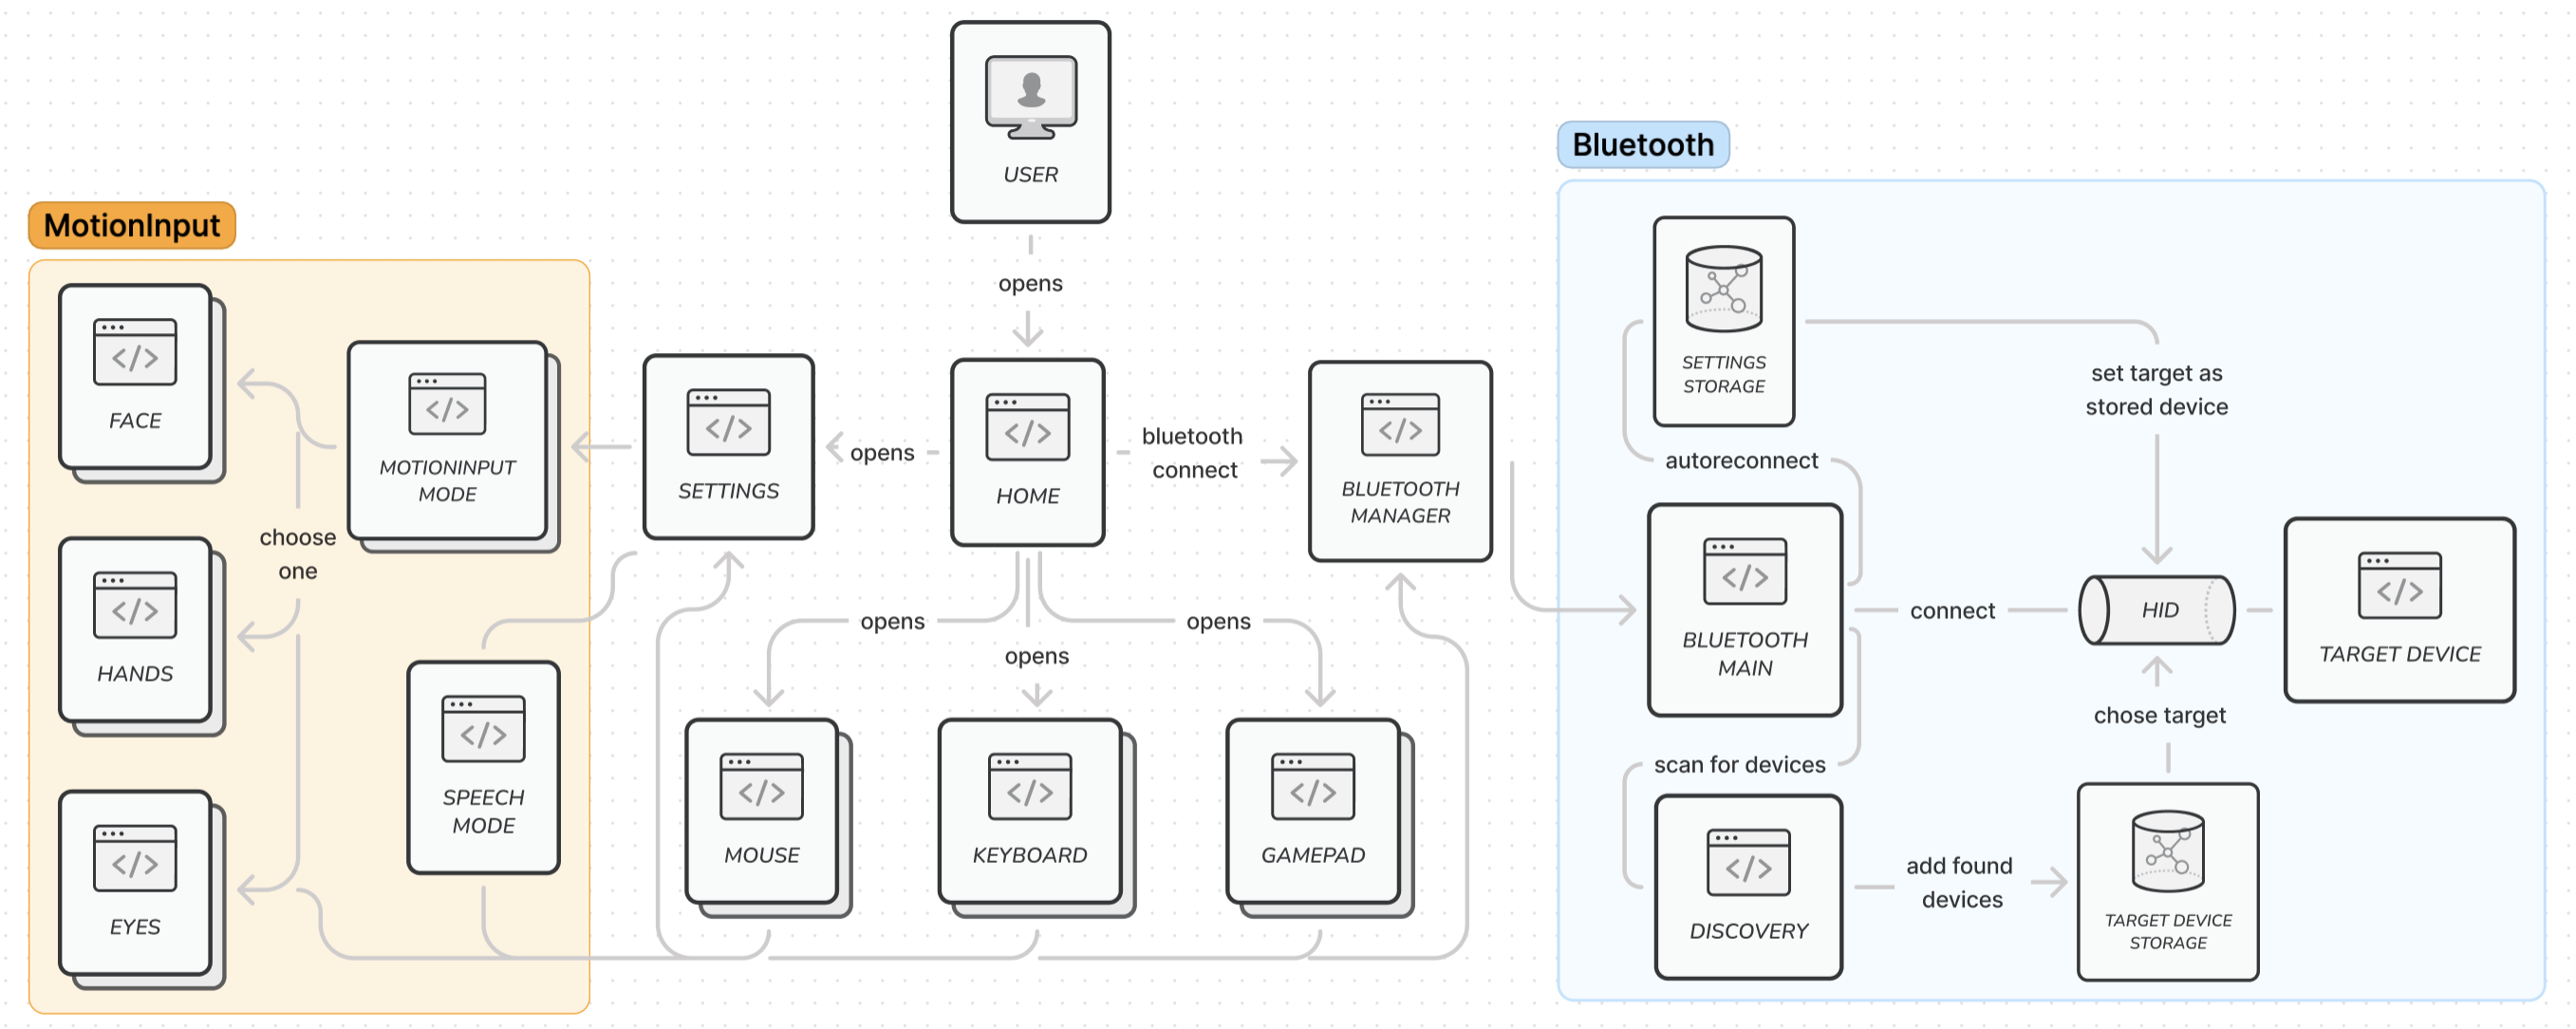 USER
Bluetooth
MotionInput
opens
FACE
MOTIONINPUT
MODE
SETTINGS
opens
HOME
bluetooth
connect
BLUETOOTH
MANAGER
SETTINGS
STORAGE
set target as
stored device
autoreconnect
choose
one
HANDS
EYES
SPEECH
MODE
opens
opens
opens
MOUSE
KEYBOARD
GAMEPAD
BLUETOOTH
MAIN
connect
HID
TARGET DEVICE
chose target
scan for devices
DISCOVERY
add found
devices
TARGET DEVICE
STORAGE